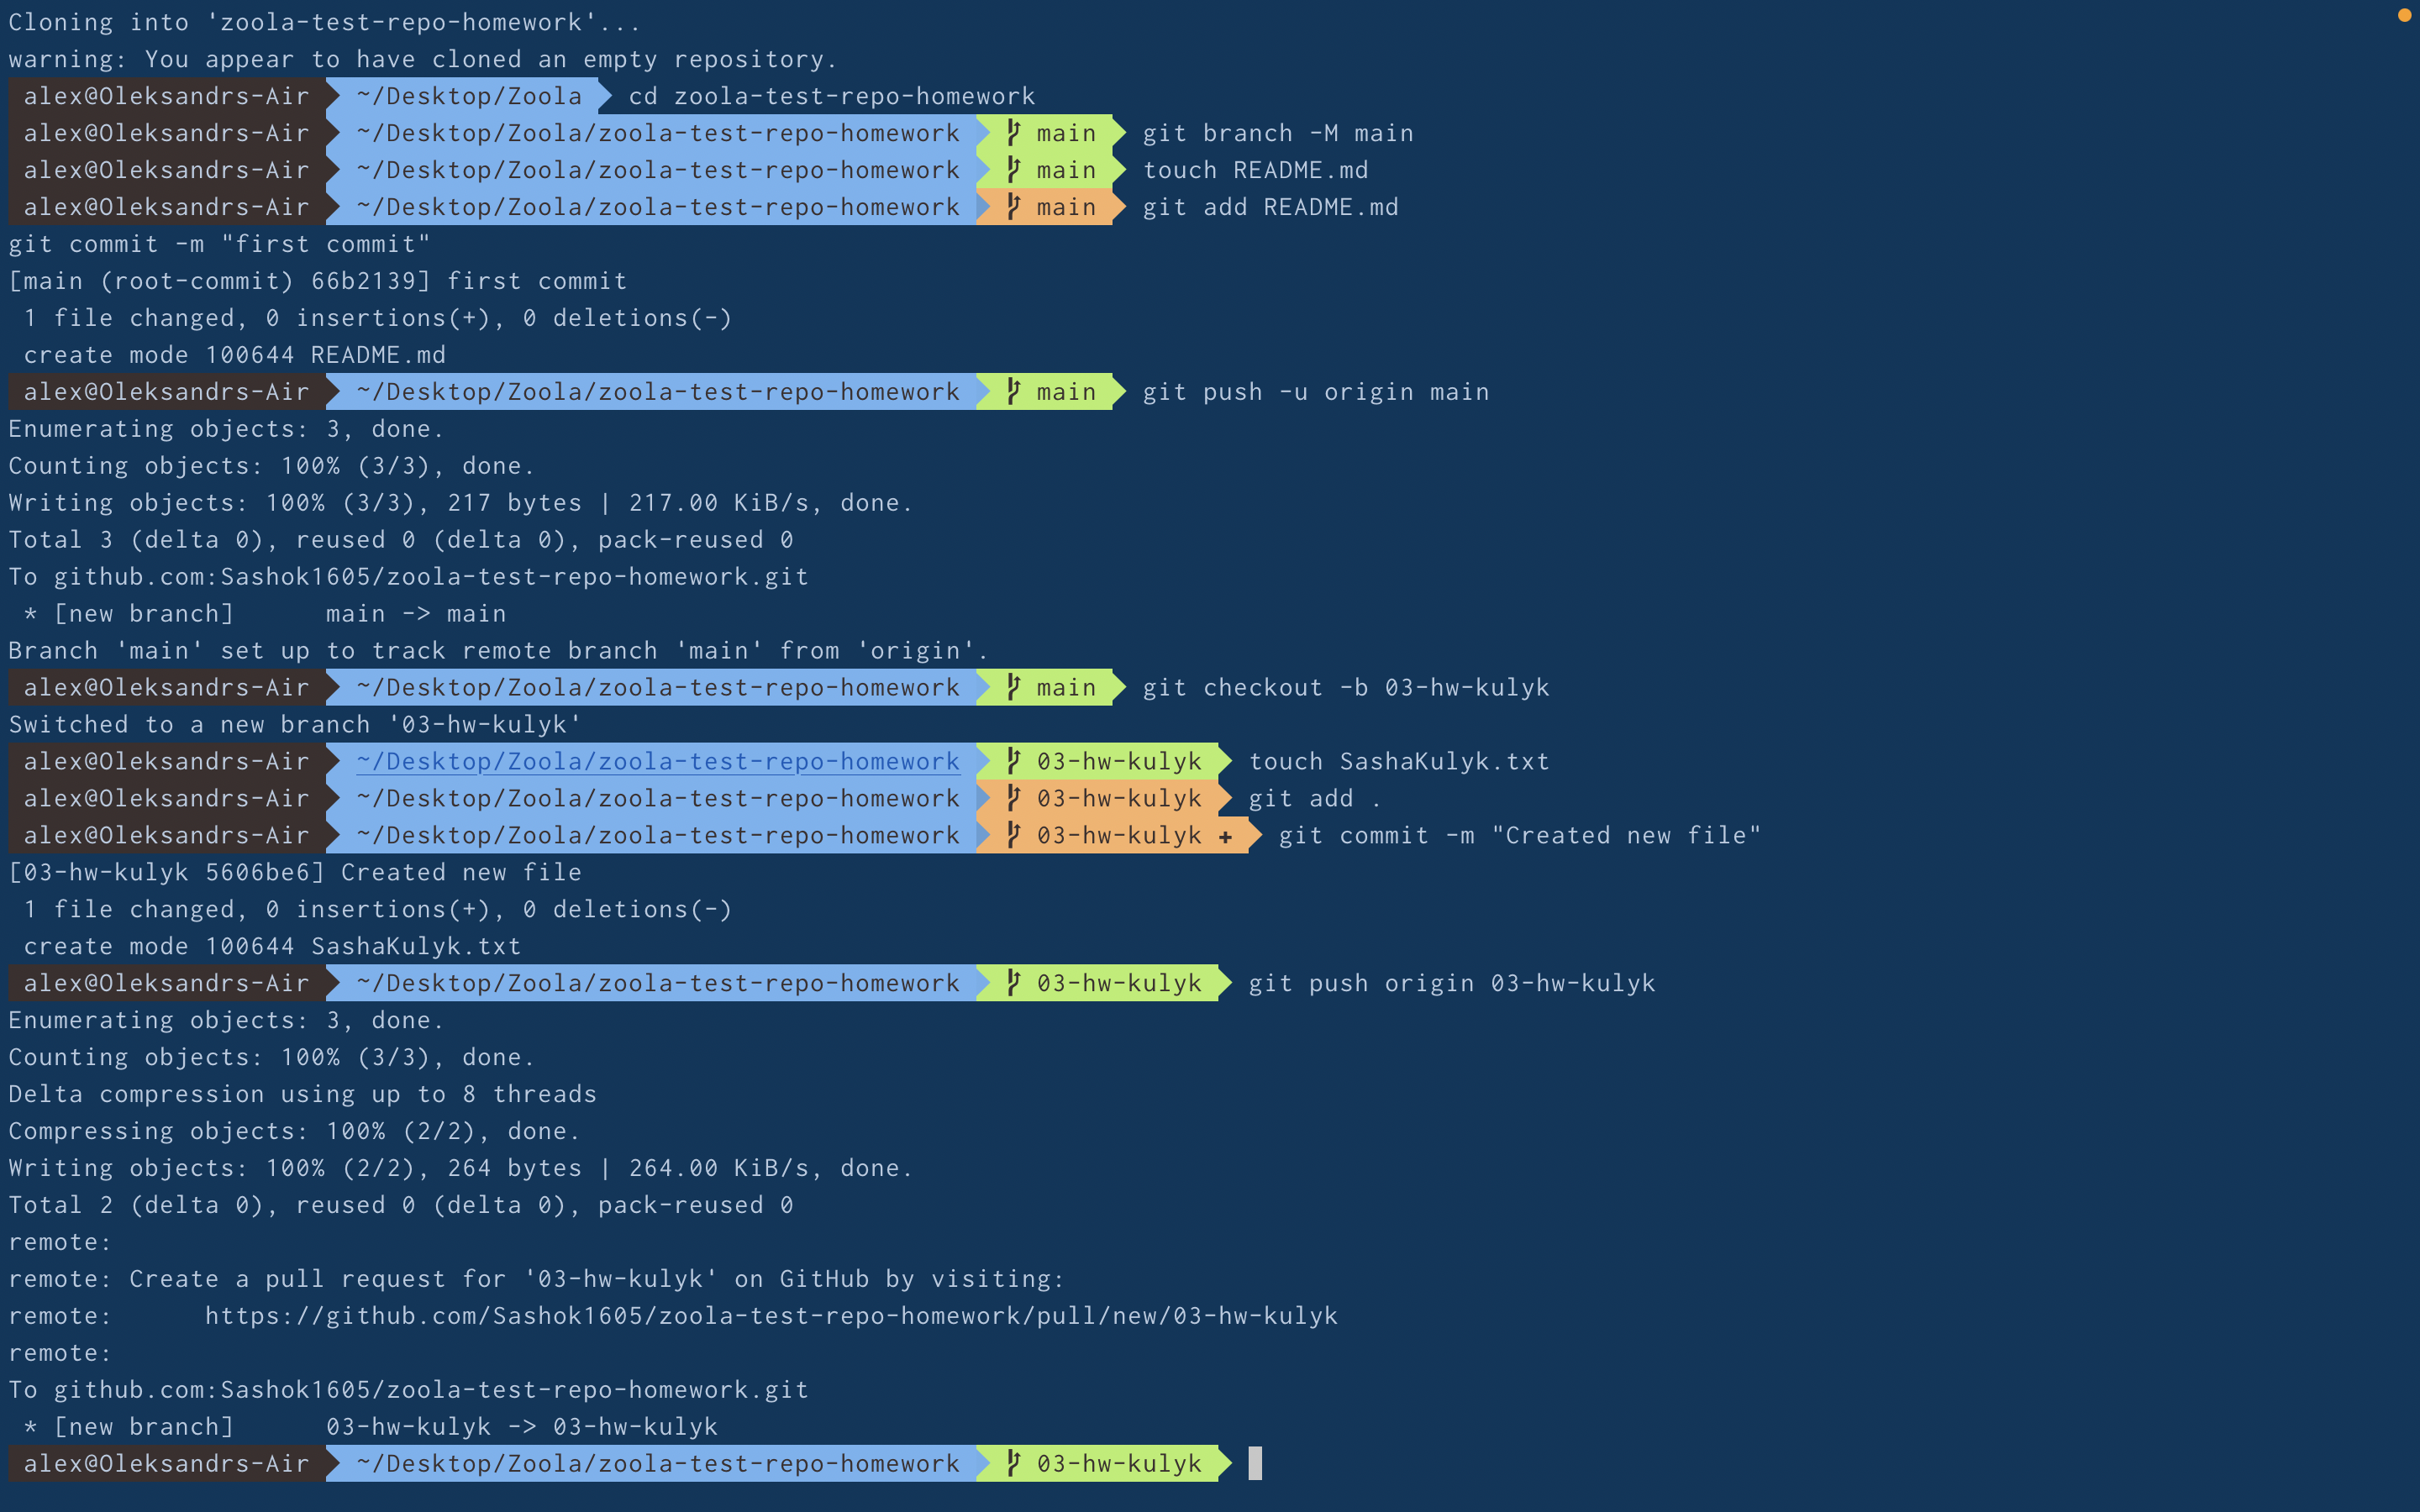 Cloning into 'zoola-test-repo-homework'...
warning: You appear to have cloned an empty repository.
alex@Oleksandrs-Air ~/Desktop/Zoola cd zoola-test-repo-homework
alex@Oleksandrs-Air ~/Desktop/Zoola/zoola-test-repo-homework main git branch -M main
alex@Oleksandrs-Air ~/Desktop/Zoola/zoola-test-repo-homework main touch README.md
alex@Oleksandrs-Air ~/Desktop/Zoola/zoola-test-repo-homework main git add README.md
git commit -m "first commit"
[main (root-commit) 66b2139] first commit
 1 file changed, 0 insertions(+), 0 deletions(-)
 create mode 100644 README.md
alex@Oleksandrs-Air ~/Desktop/Zoola/zoola-test-repo-homework main git push -u origin main
Enumerating objects: 3, done.
Counting objects: 100% (3/3), done.
Writing objects: 100% (3/3), 217 bytes | 217.00 KiB/s, done.
Total 3 (delta 0), reused 0 (delta 0), pack-reused 0
To github.com:Sashok1605/zoola-test-repo-homework.git
 * [new branch]      main -> main
Branch 'main' set up to track remote branch 'main' from 'origin'.
alex@Oleksandrs-Air ~/Desktop/Zoola/zoola-test-repo-homework main git checkout -b 03-hw-kulyk
Switched to a new branch '03-hw-kulyk'
alex@Oleksandrs-Air ~/Desktop/Zoola/zoola-test-repo-homework 03-hw-kulyk touch SashaKulyk.txt
alex@Oleksandrs-Air ~/Desktop/Zoola/zoola-test-repo-homework 03-hw-kulyk git add .
alex@Oleksandrs-Air ~/Desktop/Zoola/zoola-test-repo-homework 03-hw-kulyk + git commit -m "Created new file"
[03-hw-kulyk 5606be6] Created new file
 1 file changed, 0 insertions(+), 0 deletions(-)
 create mode 100644 SashaKulyk.txt
alex@Oleksandrs-Air ~/Desktop/Zoola/zoola-test-repo-homework 03-hw-kulyk git push origin 03-hw-kulyk
Enumerating objects: 3, done.
Counting objects: 100% (3/3), done.
Delta compression using up to 8 threads
Compressing objects: 100% (2/2), done.
Writing objects: 100% (2/2), 264 bytes | 264.00 KiB/s, done.
Total 2 (delta 0), reused 0 (delta 0), pack-reused 0
remote:
remote: Create a pull request for '03-hw-kulyk' on GitHub by visiting:
remote:      https://github.com/Sashok1605/zoola-test-repo-homework/pull/new/03-hw-kulyk
remote:
To github.com:Sashok1605/zoola-test-repo-homework.git
 * [new branch]      03-hw-kulyk -> 03-hw-kulyk
alex@Oleksandrs-Air ~/Desktop/Zoola/zoola-test-repo-homework 03-hw-kulyk